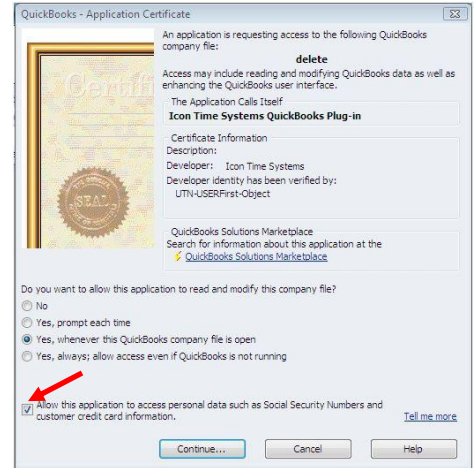 QuickBooks - Application Certificate
Certifi
SEAL
An application is requesting access to the following QuickBooks
company file:
delete
Access may include reading and modifying QuickBooks data as well as
enhancing the QuickBooks user interface.
The Application Calls Itself
Icon Time Systems QuickBooks Plug-in
Certificate Information
Description:
Developer: Icon Time Systems
Developer identity has been verified by:
UTN-USERFirst-Object
QuickBooks Solutions Marketplace
Search for information about this application at the
QuickBooks Solutions Marketplace
Do you want to allow this application to read and modify this company file?
No
Yes, prompt each time
Yes, whenever this QuickBooks company file is open
Yes, always; allow access even if QuickBooks is not running
Allow this application to access personal data such as Social Security Numbers and
customer credit card information.
Tell me more
Continue...
Cancel
Help